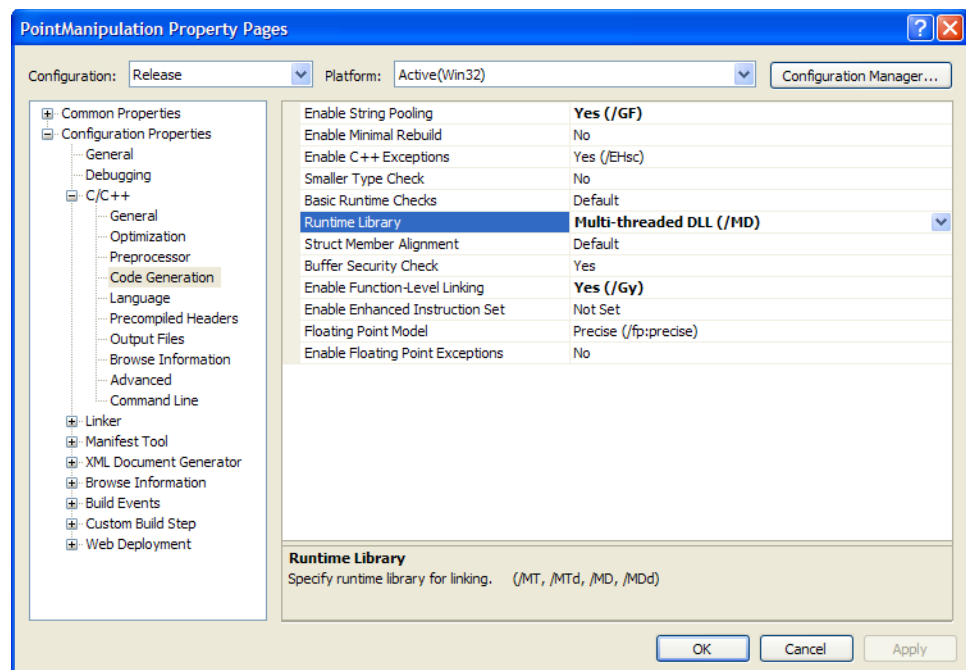 PointManipulation Property Pages
Configuration: Release Platform: Active(Win32) Configuration Manager...
Common Properties
Configuration Properties
General
Debugging
C/C++
General
Optimization
Preprocessor
Code Generation
Language
Precompiled Headers
Output Files
Browse Information
Advanced
Command Line
Linker
Manifest Tool
XML Document Generator
Browse Information
Build Events
Custom Build Step
Web Deployment
Enable String Pooling Yes (/GF)
Enable Minimal Rebuild No
Enable C++ Exceptions Yes (/EHsc)
Smaller Type Check No
Basic Runtime Checks Default
Runtime Library Multi-threaded DLL (/MD)
Struct Member Alignment Default
Buffer Security Check Yes
Enable Function-Level Linking Yes (/Gy)
Enable Enhanced Instruction Set Not Set
Floating Point Model Precise (/fp:precise)
Enable Floating Point Exceptions No
Runtime Library
Specify runtime library for linking. (/MT, /MTd, /MD, /MDd)
OK Cancel Apply